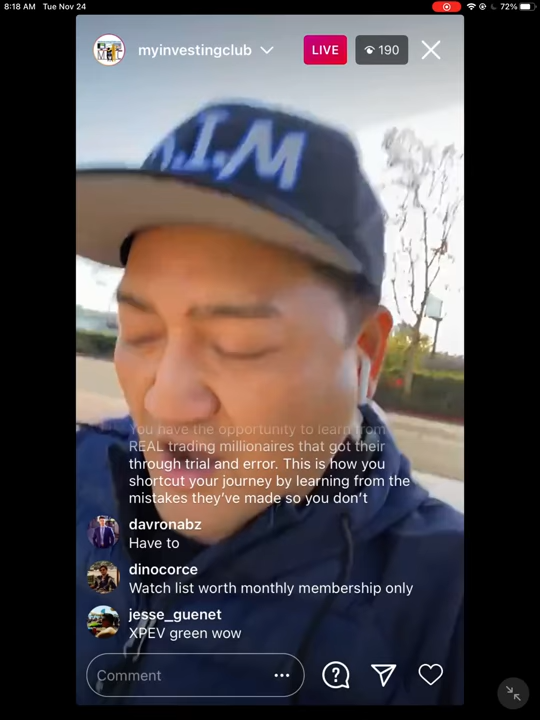 8:18 AM Tue Nov 24
72%
myinvestingclub
LIVE
190
M.I.
You have the opportunity to learn from
REAL trading millionaires that got their
through trial and error. This is how you
shortcut your journey by learning from the
mistakes they’ve made so you don’t
davronabz
Have to
dinocorce
Watch list worth monthly membership only
jesse_guenet
XPEV green wow
Comment